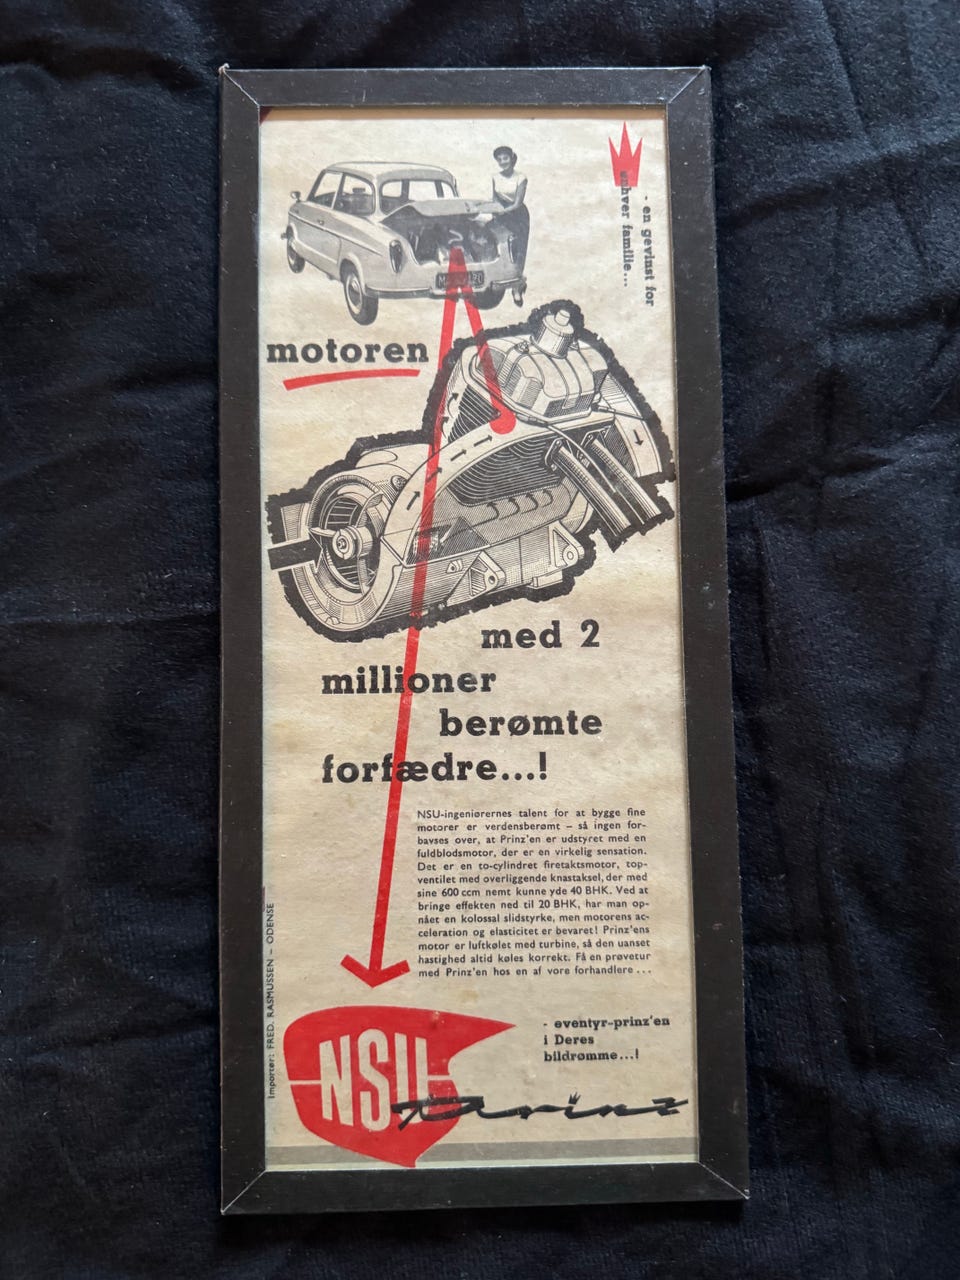 - en gevinst for
enhver familie...
motoren
med 2
millioner
berømte
forfædre...!
NSU-ingeniørernes talent for at bygge fine
motorer er verdensberømt – så ingen for-
bavses over, at Prinz'en er udstyret med en
fuldblodsmotor, der er en virkelig sensation.
Det er en to-cylindret firetaktsmotor, top-
ventilet med overliggende knastaksel, der med
sine 600 ccm nemt kunne yde 40 BHK. Ved at
bringe effekten ned til 20 BHK, har man op-
nået en kolossal slidstyrke, men motorens ac-
celeration og elasticitet er bevaret! Prinz'ens
motor er luftkølet med turbine, så den uanset
hastighed altid køles korrekt. Få en prøvetur
med Prinz'en hos en af vore forhandlere ...
Importør: FRED. RASMUSSEN – ODENSE
- eventyr-prinz'en
i Deres
bildrømme...!
NSU
Prinz